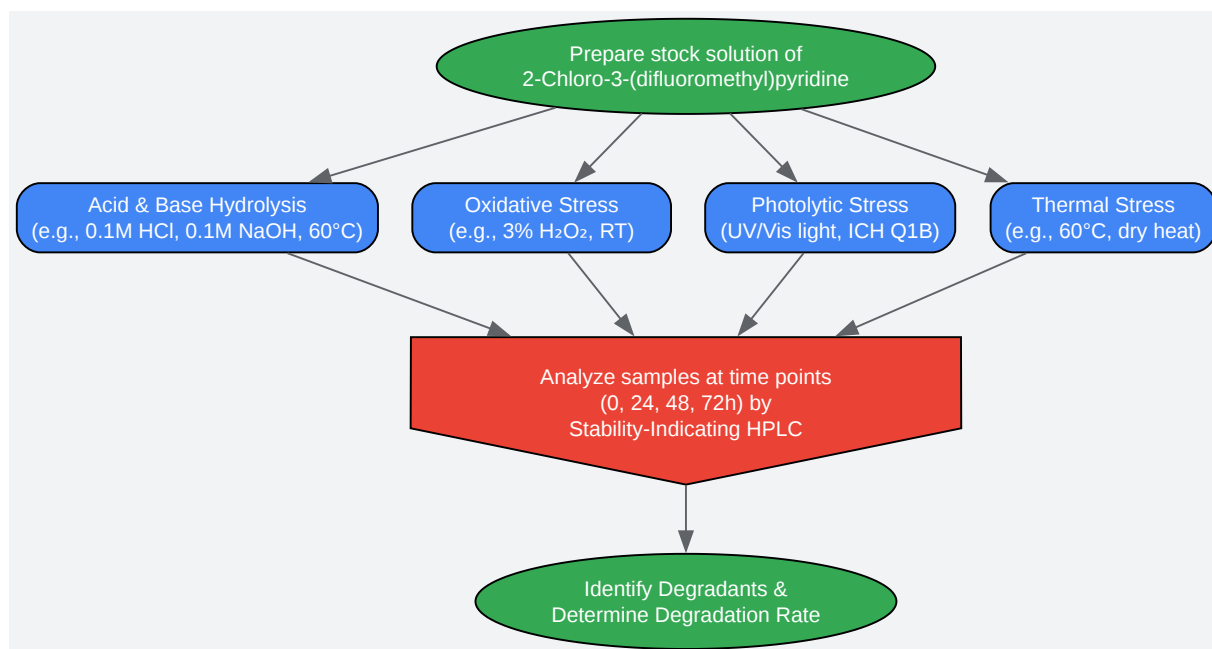 Prepare stock solution of
2-Chloro-3-(difluoromethyl)pyridine
Acid & Base Hydrolysis
(e.g., 0.1M HCl, 0.1M NaOH, 60°C)
Oxidative Stress
(e.g., 3% H₂O₂, RT)
Photolytic Stress
(UV/Vis light, ICH Q1B)
Thermal Stress
(e.g., 60°C, dry heat)
Analyze samples at time points
(0, 24, 48, 72h) by
Stability-Indicating HPLC
Identify Degradants &
Determine Degradation Rate